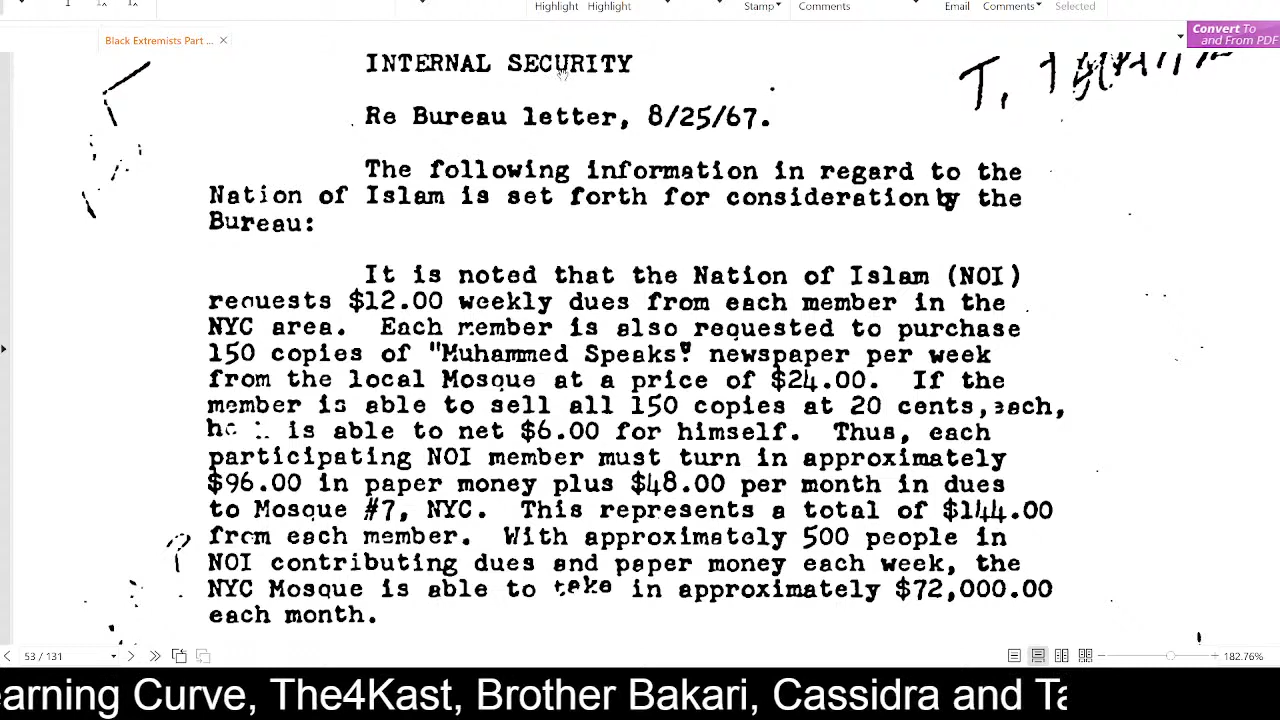 Highlight Highlight Stamp Comments Email Comments Selected
Black Extremists Part ...
Convert To
and From PDF
INTERNAL SECURITY
T.
Re Bureau letter, 8/25/67.
The following information in regard to the
Nation of Islam is set forth for consideration by the
Bureau:
It is noted that the Nation of Islam (NOI)
requests $12.00 weekly dues from each member in the
NYC area. Each member is also requested to purchase
150 copies of "Muhammed Speaks" newspaper per week
from the local Mosque at a price of $24.00. If the
member is able to sell all 150 copies at 20 cents, each,
is able to net $6.00 for himself. Thus, each
participating NOI member must turn in approximately
$96.00 in paper money plus $48.00 per month in dues
to Mosque #7, NYC. This represents a total of $144.00
from each member. With approximately 500 people in
NOI contributing dues and paper money each week, the
NYC Mosque is able to take in approximately $72,000.00
each month.
53 / 131
182.76%
earning Curve, The4Kast, Brother Bakari, Cassidra and Ta